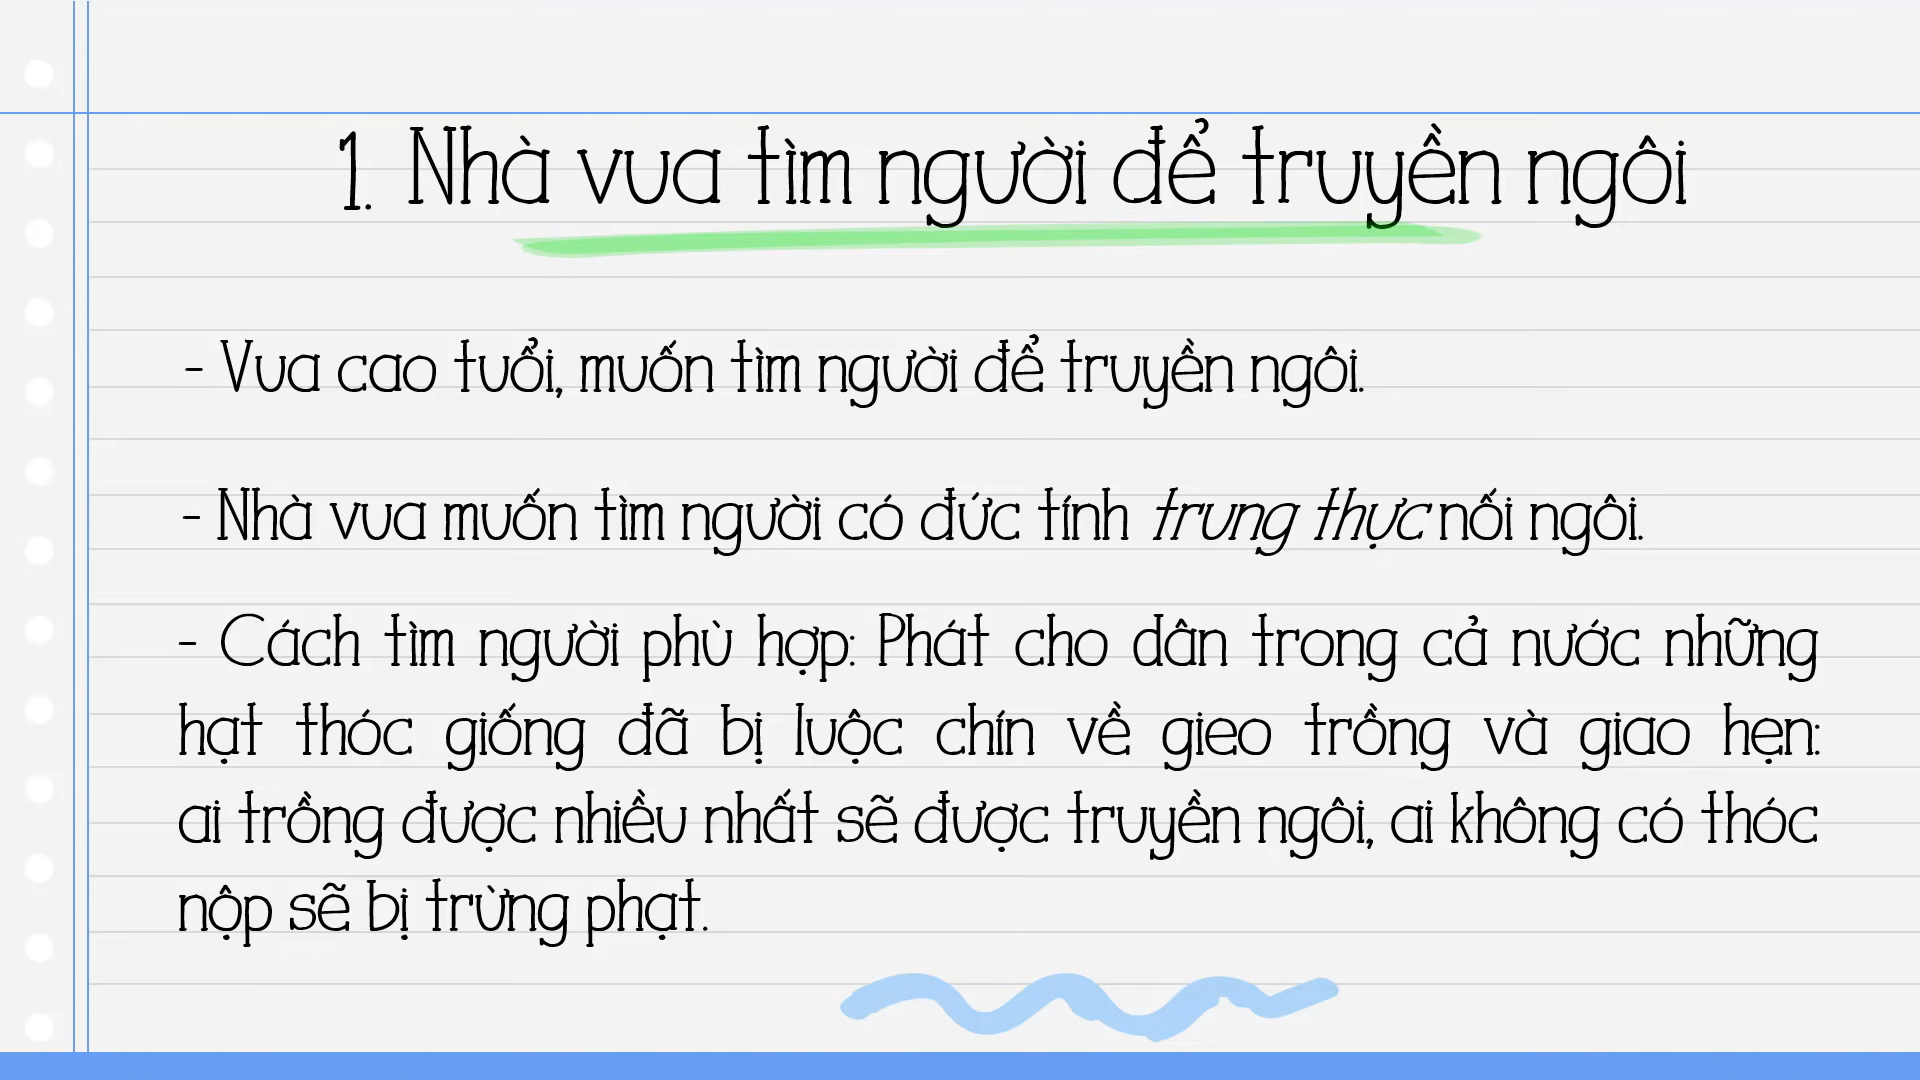 1. Nhà vua tìm người để truyền ngôi
- Vua cao tuổi, muốn tìm người để truyền ngôi.
- Nhà vua muốn tìm người có đức tính trung thực nối ngôi.
- Cách tìm người phù hợp: Phát cho dân trong cả nước những
hạt thóc giống đã bị luộc chín về gieo trồng và giao hẹn:
ai trồng được nhiều nhất sẽ được truyền ngôi, ai không có thóc
nộp sẽ bị trừng phạt.